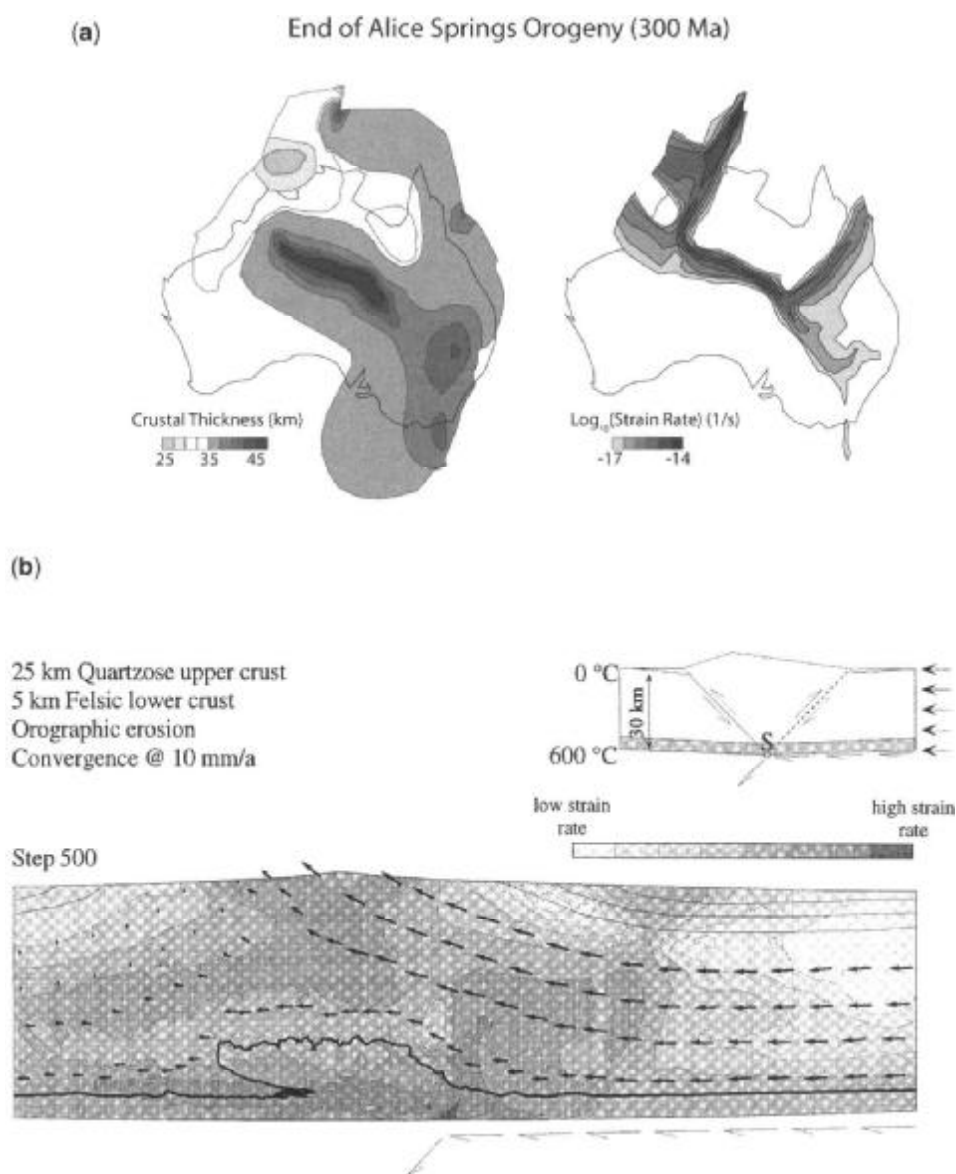 (a)
End of Alice Springs Orogeny (300 Ma)
Crustal Thickness (km)
25 35 45
Log₁₀(Strain Rate) (1/s)
-17 -14
(b)
25 km Quartzose upper crust
5 km Felsic lower crust
Orographic erosion
Convergence @ 10 mm/a
0 °C
30 km
S
600 °C
low strain
rate
high strain
rate
Step 500